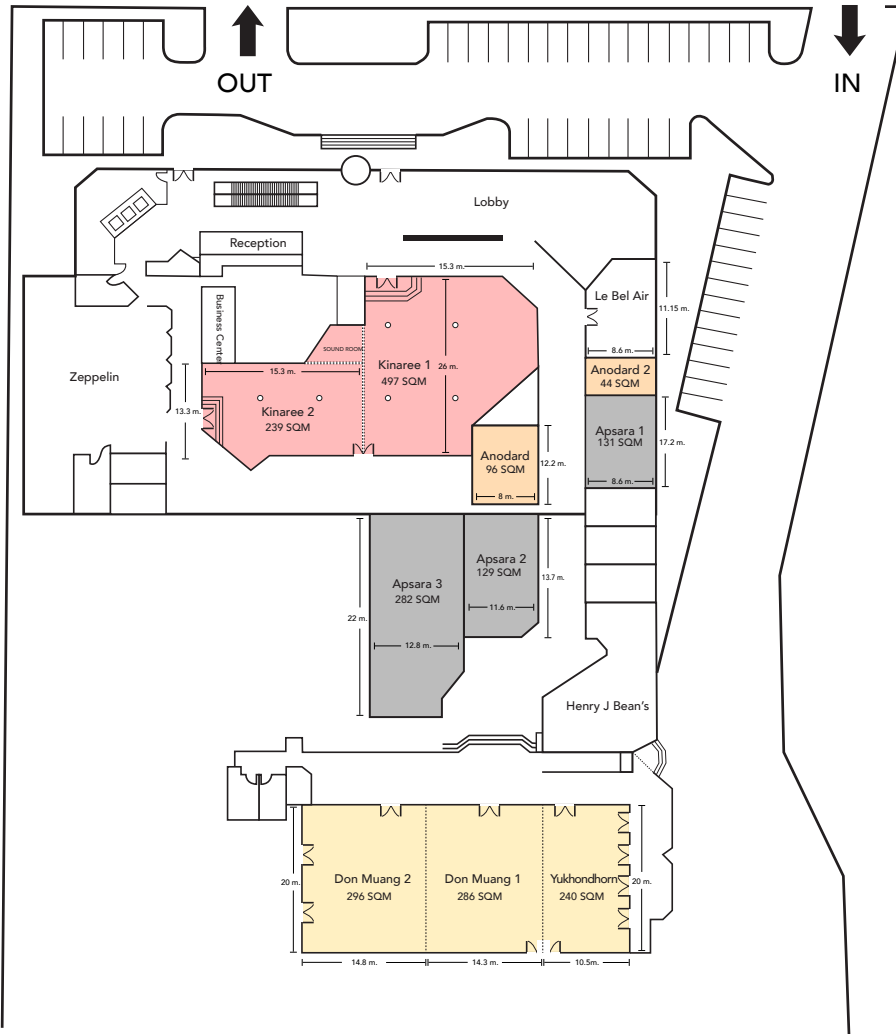 OUT
IN
Lobby
Reception
15.3 m.
Le Bel Air
11.15 m.
8.6 m.
Business Center
SOUND ROOM
Kinaree 1
497 SQM
26 m.
Zeppelin
15.3 m.
13.3 m.
Kinaree 2
239 SQM
Anodard 2
44 SQM
Apsara 1
131 SQM
17.2 m.
8.6 m.
Anodard
96 SQM
12.2 m.
8 m.
Apsara 2
129 SQM
13.7 m.
11.6 m.
Apsara 3
282 SQM
22 m.
12.8 m.
Henry J Bean's
Don Muang 2
296 SQM
Don Muang 1
286 SQM
Yukhondhorn
240 SQM
20 m.
20 m.
14.8 m.
14.3 m.
10.5m.